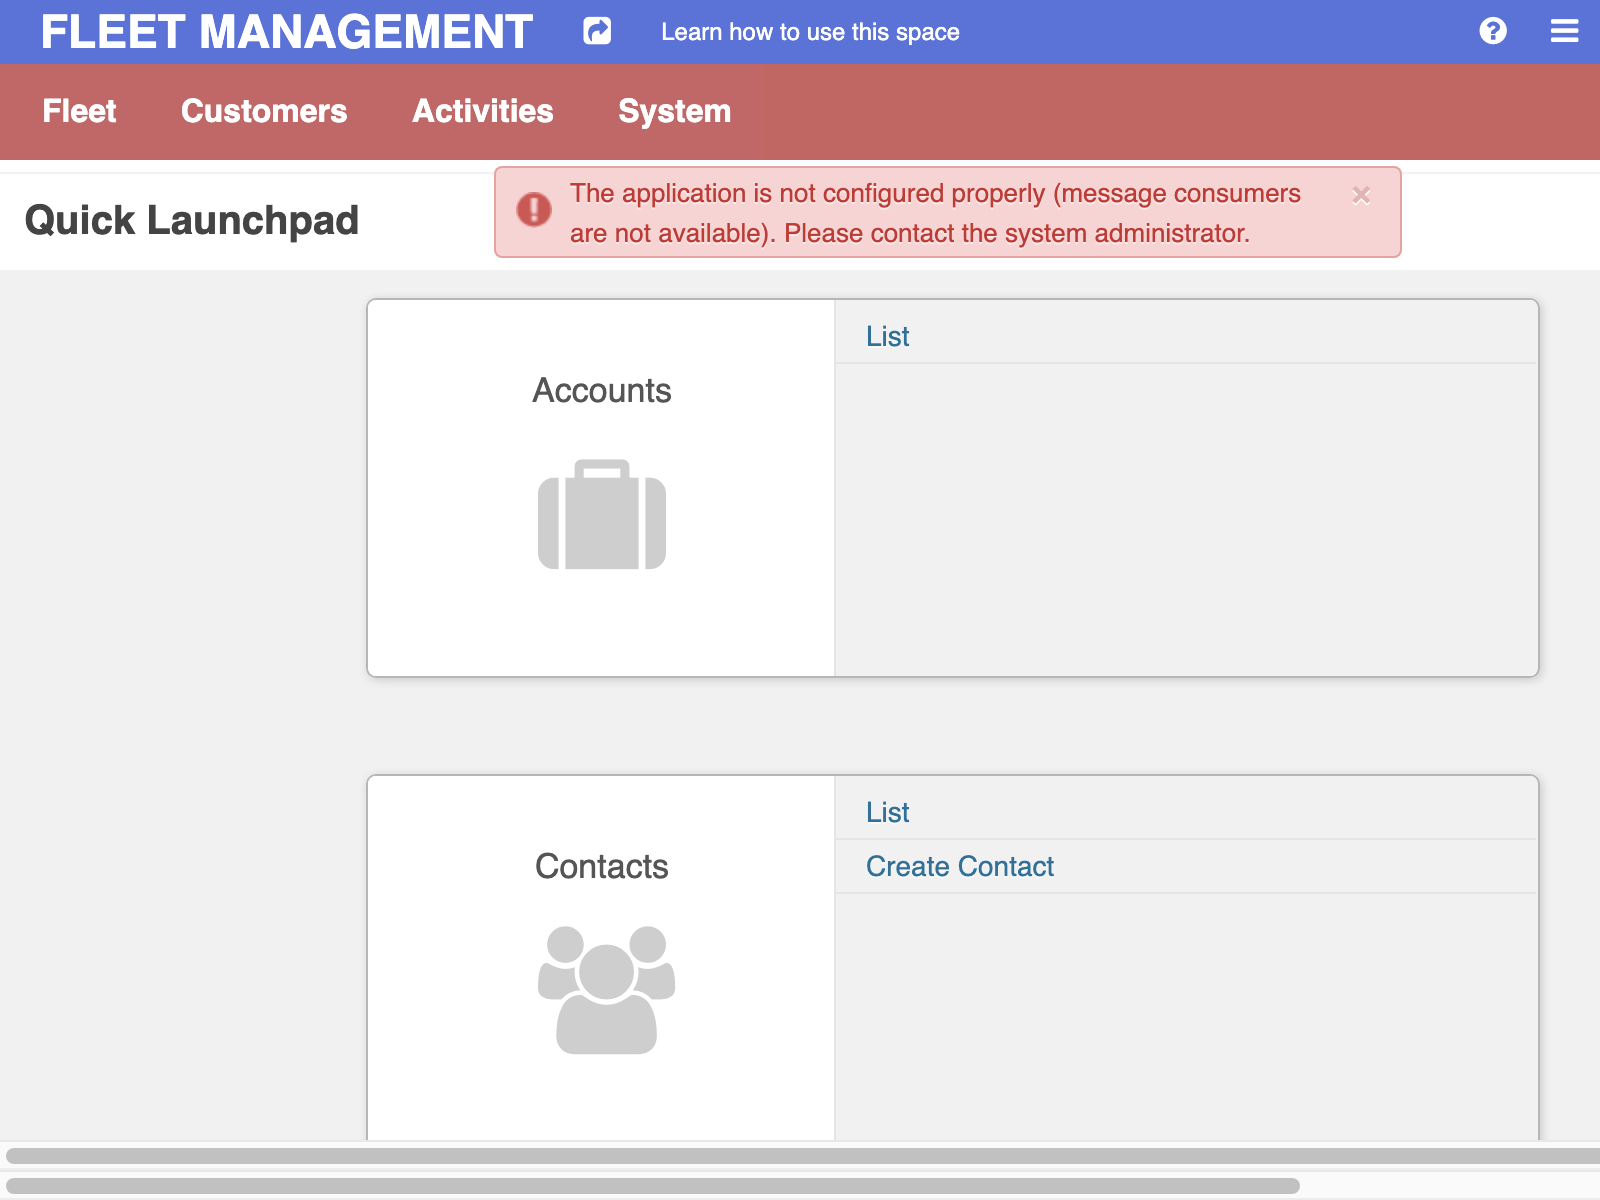 FLEET MANAGEMENT
Learn how to use this space
Fleet
Customers
Activities
System
Quick Launchpad
The application is not configured properly (message consumers
are not available). Please contact the system administrator.
Accounts
List
Contacts
List
Create Contact